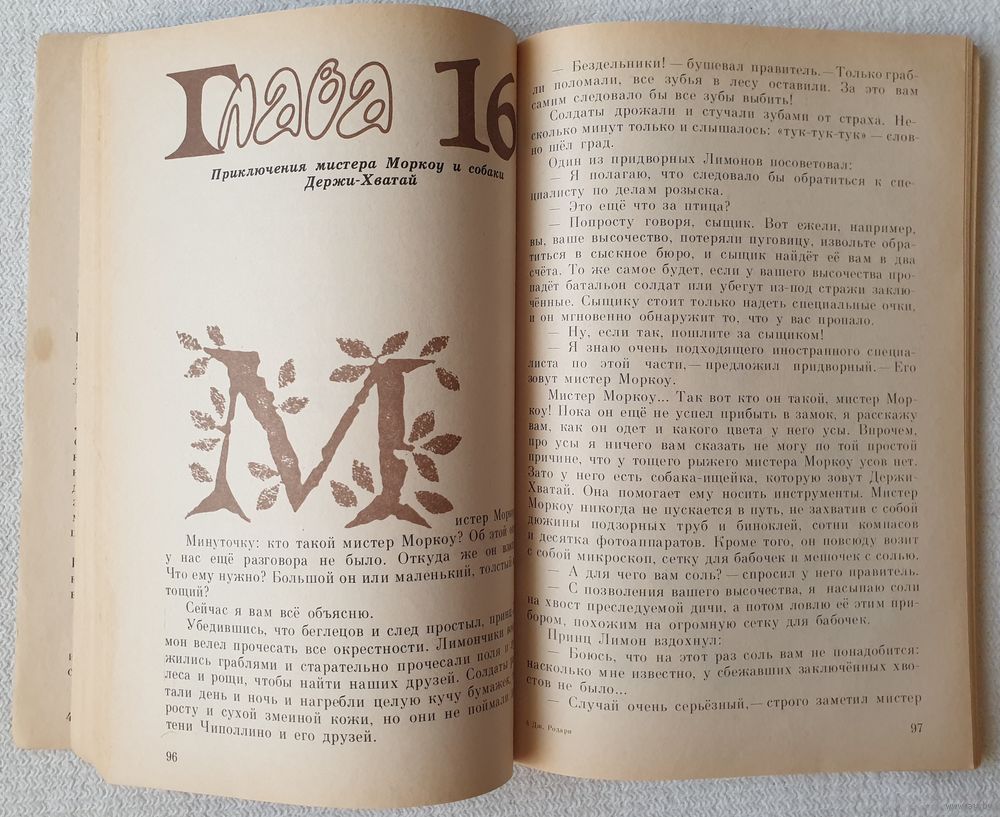 Глава 16
Приключения мистера Моркоу и собаки
Держи-Хватай
М
истер Морко
Минуточку: кто такой мистер Моркоу? Об этой
у нас ещё разговора не было. Откуда же он
Что ему нужно? Большой он или маленький, толстый
тощий?
Сейчас я вам всё объясню.
Убедившись, что беглецов и след простыл, принц
мон велел прочесать все окрестности. Лимончики
жились граблями и старательно прочесали поля и
леса и рощи, чтобы найти наших друзей. Солдаты
тали день и ночь и нагребли целую кучу бумажек,
росту и сухой змеиной кожи, но они не поймали
тени Чиполлино и его друзей.
96
— Бездельники! — бушевал правитель. — Только граб-
ли поломали, все зубья в лесу оставили. За это вам
самим следовало бы все зубы выбить!
Солдаты дрожали и стучали зубами от страха. Не-
сколько минут только и слышалось: «тук-тук-тук» — слов-
но шёл град.
Один из придворных Лимонов посоветовал:
— Я полагаю, что следовало бы обратиться к спе-
циалисту по делам розыска.
— Это ещё что за птица?
— Попросту говоря, сыщик. Вот ежели, например,
вы, ваше высочество, потеряли пуговицу, извольте обра-
титься в сыскное бюро, и сыщик найдёт её вам в два
счёта. То же самое будет, если у вашего высочества про-
падёт батальон солдат или убегут из-под стражи заклю-
чённые. Сыщику стоит только надеть специальные очки,
и он мгновенно обнаружит то, что у вас пропало.
— Ну, если так, пошлите за сыщиком!
— Я знаю очень подходящего иностранного специа-
листа по этой части, — предложил придворный. — Его
зовут мистер Моркоу.
Мистер Моркоу... Так вот кто он такой, мистер Мор-
коу! Пока он ещё не успел прибыть в замок, я расскажу
вам, как он одет и какого цвета у него усы. Впрочем,
про усы я ничего вам сказать не могу по той простой
причине, что у тощего рыжего мистера Моркоу усов нет.
Зато у него есть собака-ищейка, которую зовут Держи-
Хватай. Она помогает ему носить инструменты. Мистер
Моркоу никогда не пускается в путь, не захватив с собой
дюжины подзорных труб и биноклей, сотни компасов
и десятка фотоаппаратов. Кроме того, он повсюду возит
с собой микроскоп, сетку для бабочек и мешочек с солью.
— А для чего вам соль? — спросил у него правитель.
— С позволения вашего высочества, я насыпаю соли
на хвост преследуемой дичи, а потом ловлю её этим при-
бором, похожим на огромную сетку для бабочек.
Принц Лимон вздохнул:
— Боюсь, что на этот раз соль вам не понадобится:
насколько мне известно, у сбежавших заключённых хво-
стов не было...
— Случай очень серьёзный, — строго заметил мистер
4 Дж. Родари
97